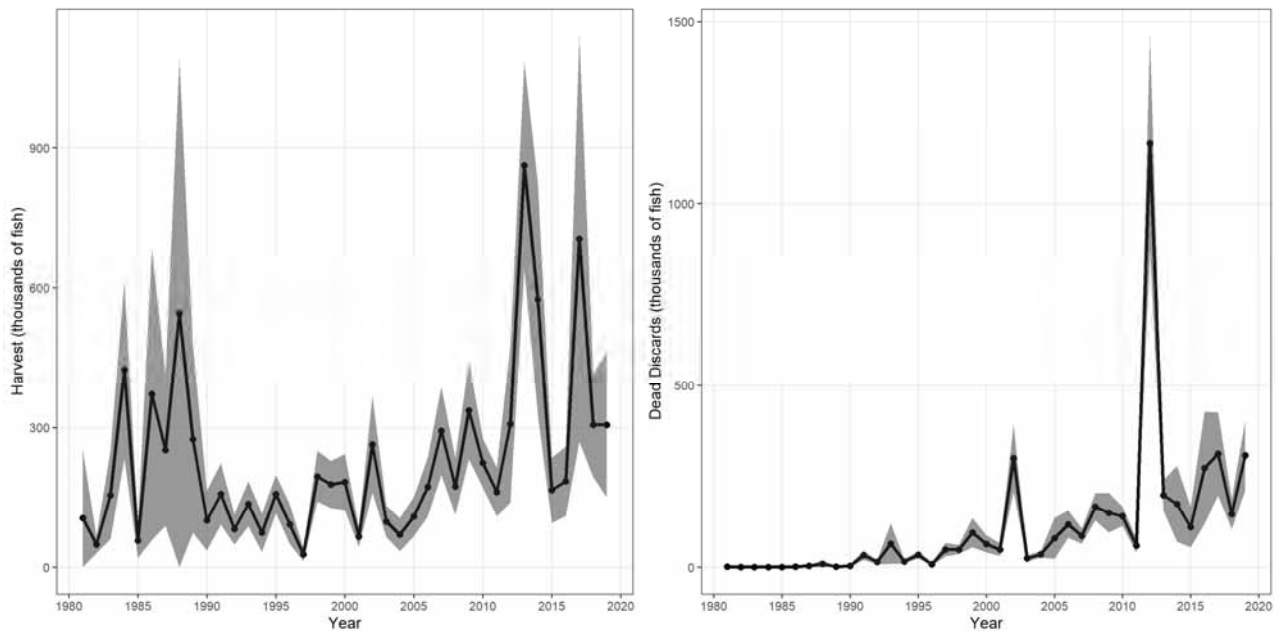 Harvest (thousands of fish)
900
600
300
0
1980 1985 1990 1995 2000 2005 2010 2015 2020
Year
Dead Discards (thousands of fish)
1500
1000
500
0
1980 1985 1990 1995 2000 2005 2010 2015 2020
Year